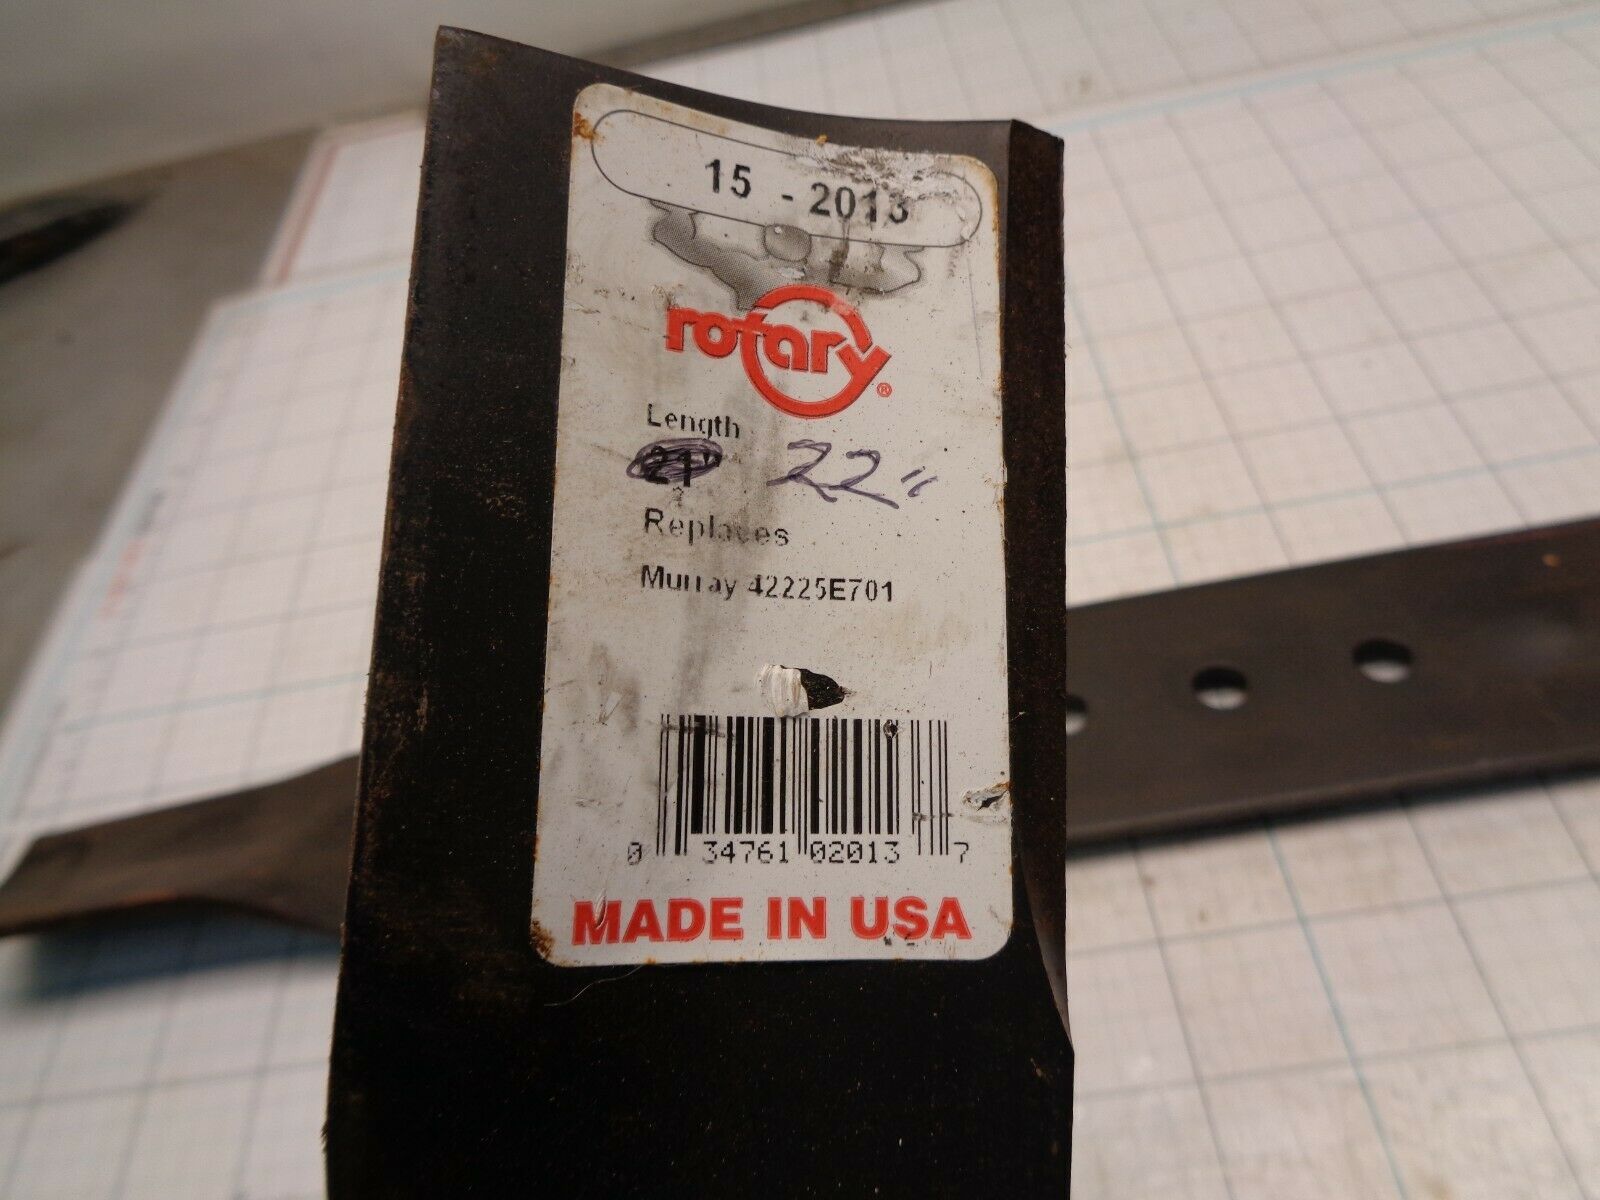 15 - 2013
rotary®
Length
21" 22"
Replaces
Murray 42225E701
0 34761 02013 7
MADE IN USA